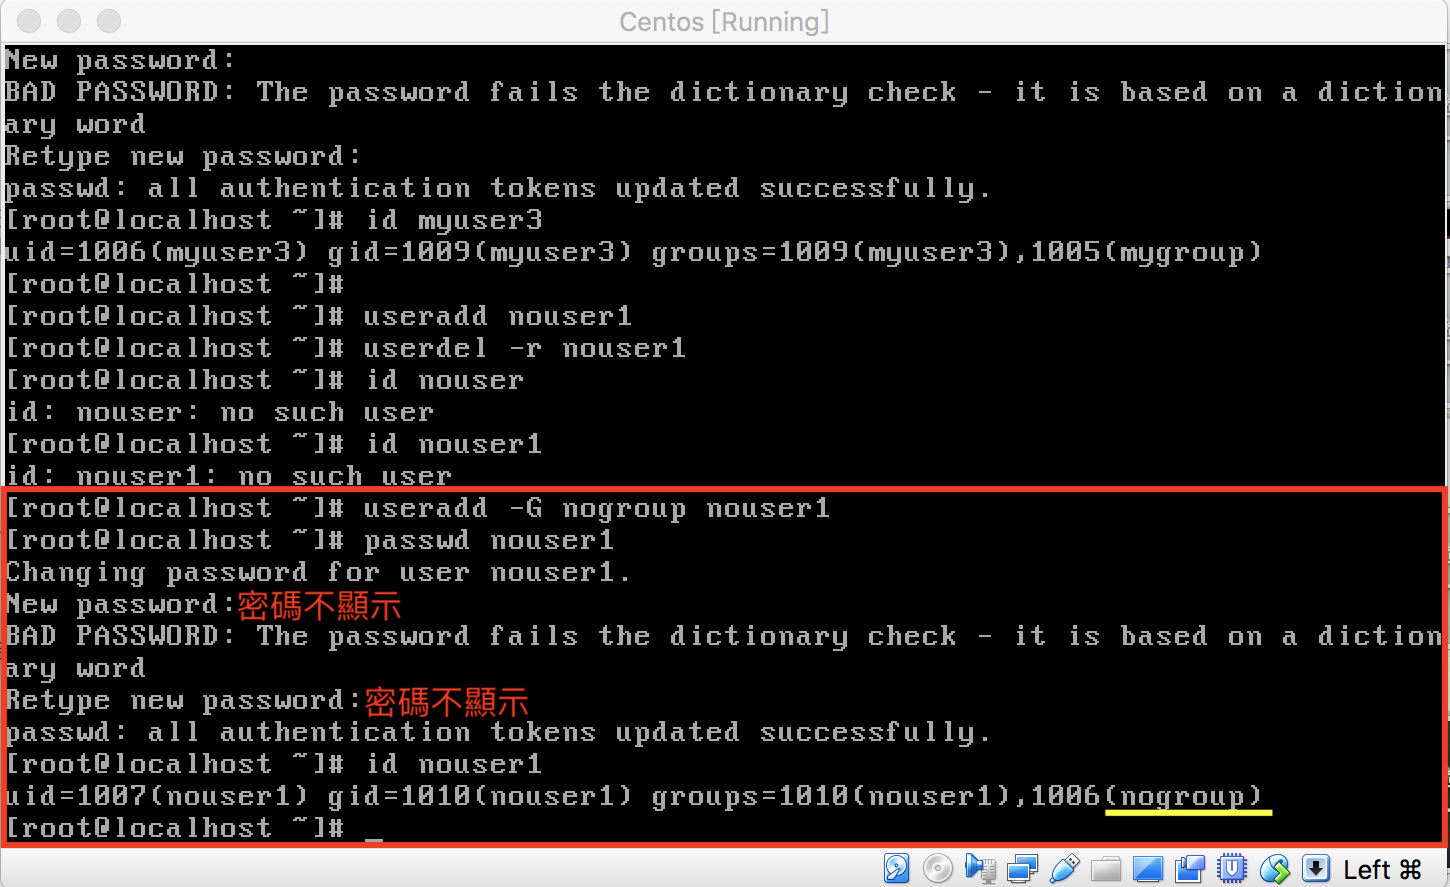 Centos [Running]
New password:
BAD PASSWORD: The password fails the dictionary check - it is based on a diction
ary word
Retype new password:
passwd: all authentication tokens updated successfully.
[root@localhost ~]# id myuser3
uid=1006(myuser3) gid=1009(myuser3) groups=1009(myuser3),1005(mygroup)
[root@localhost ~]#
[root@localhost ~]# useradd nouser1
[root@localhost ~]# userdel -r nouser1
[root@localhost ~]# id nouser
id: nouser: no such user
[root@localhost ~]# id nouser1
id: nouser1: no such user
[root@localhost ~]# useradd -G nogroup nouser1
[root@localhost ~]# passwd nouser1
Changing password for user nouser1.
New password:密碼不顯示
BAD PASSWORD: The password fails the dictionary check - it is based on a diction
ary word
Retype new password:密碼不顯示
passwd: all authentication tokens updated successfully.
[root@localhost ~]# id nouser1
uid=1007(nouser1) gid=1010(nouser1) groups=1010(nouser1),1006(nogroup)
[root@localhost ~]# _
Left ⌘